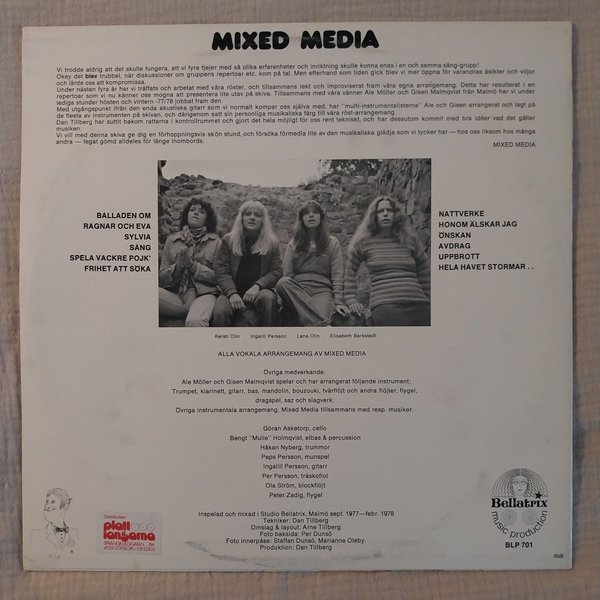 MIXED MEDIA
Vi trodde aldrig att det skulle fungera, att vi fyra tjejer med så olika erfarenheter och inriktning skulle kunna enas i en och samma sång-grupp!
Okey det blev trubbel, när diskussioner om gruppens repertoar etc. kom på tal. Men efterhand som tiden gick blev vi mer öppna för varandras åsikter och viljor
och lärde oss att kompromissa.
Under nästan fyra år har vi träffats och arbetat med våra röster, och tillsammans lekt och improviserat fram våra egna arrangemang. Detta har resulterat i en
repertoar som vi nu känner oss mogna att presentera lite utav på skiva. Tillsammans med våra vänner Ale Möller och Gisen Malmqvist från Malmö har vi under
lediga stunder hösten och vintern -77/78 jobbat fram den.
Med utgångspunkt ifrån den enda akustiska gitarr som vi normalt kompar oss själva med, har "multi-instrumentalisterna" Ale och Gisen arrangerat och lagt på
de flesta av instrumenten på skivan, och därigenom satt sin personliga musikaliska färg till våra röst-arrangemang.
Dan Tillberg har suttit bakom rattarna i kontrollrummet och gjort det hela möjligt för oss rent tekniskt, och har dessutom kommit med bra idéer vad det gäller
musiken.
Vi vill med denna skiva ge dig en förhoppningsvis skön stund, och försöka förmedla lite av den musikaliska glädje som vi tycker har — hos oss liksom hos många
andra — legat gömd alldeles för länge inombords.
MIXED MEDIA
BALLADEN OM
RAGNAR OCH EVA
SYLVIA
SÅNG
SPELA VACKRE POJK'
FRIHET ATT SÖKA
NATTVERKE
HONOM ÄLSKAR JAG
ÖNSKAN
AVDRAG
UPPBROTT
HELA HAVET STORMAR . .
Kersti Olin Ingalill Persson Lena Olin Elisabeth Barkstedt
ALLA VOKALA ARRANGEMANG AV MIXED MEDIA
Övriga medverkande:
Ale Möller och Gisen Malmqvist spelar och har arrangerat följande instrument;
Trumpet, klarinett, gitarr, bas, mandolin, bouzouki, tvärflöjt och andra flöjter, flygel,
dragspel, saz och slagverk.
Övriga instrumentala arrangemang, Mixed Media tillsammans med resp. musiker.
Göran Asketorp, cello
Bengt "Mulle" Holmqvist, elbas & percussion
Håkan Nyberg, trummor
Peps Persson, munspel
Ingalill Persson, gitarr
Per Persson, träskofiol
Ola Ström, blockflöjt
Peter Zadig, flygel
Inspelad och mixad i Studio Bellatrix, Malmö sept. 1977—febr. 1978
Tekniker: Dan Tillberg
Omslag & layout: Arne Tillberg
Foto baksida: Per Dunsö
Foto innerpåse: Staffan Dunsö, Marianne Oleby.
Produktion: Dan Tillberg
Distribution
plattlangarna
Bellatrix
music production
BLP 701